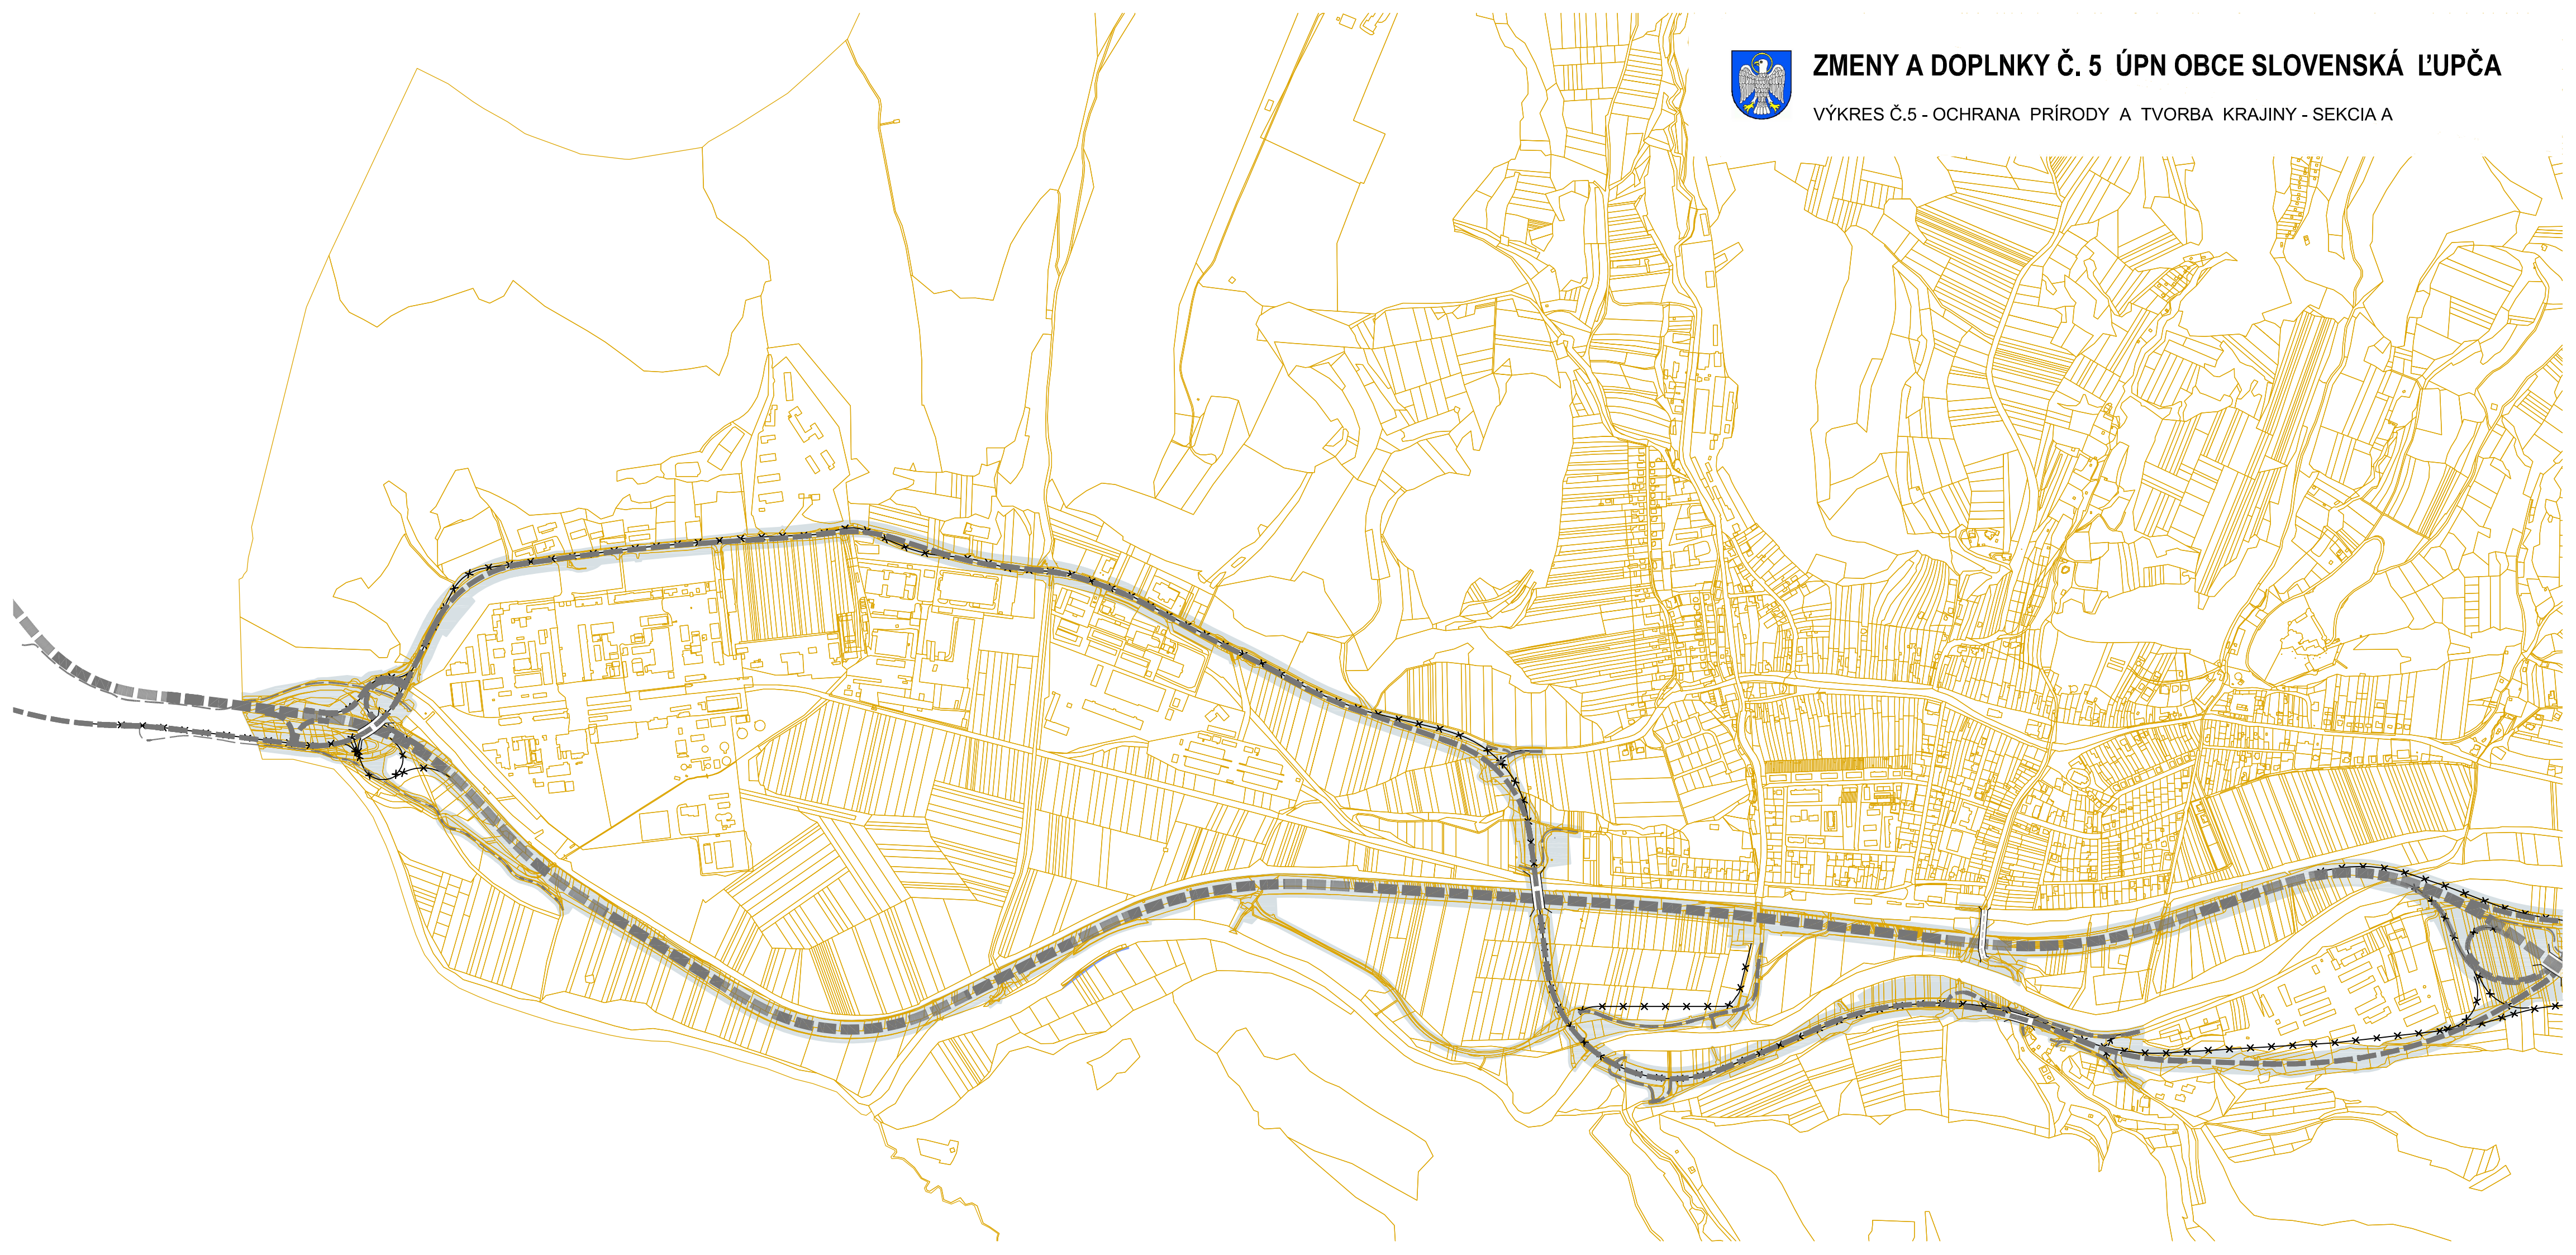 ZMENY A DOPLNKY Č. 5 ÚPN OBCE SLOVENSKÁ ĽUPČA
VÝKRES Č.5 - OCHRANA PRÍRODY A TVORBA KRAJINY - SEKCIA A